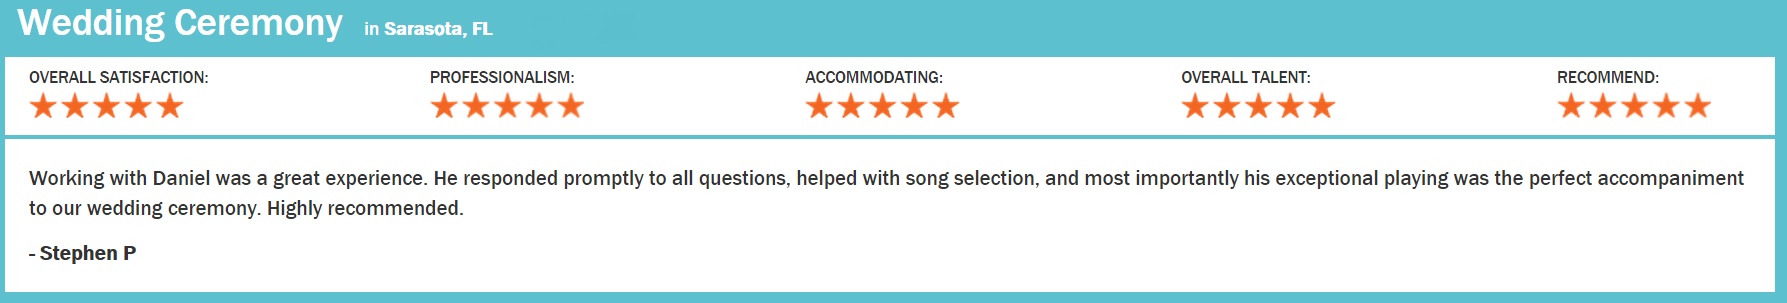 Wedding Ceremony in Sarasota, FL
OVERALL SATISFACTION: PROFESSIONALISM: ACCOMMODATING: OVERALL TALENT: RECOMMEND:
Working with Daniel was a great experience. He responded promptly to all questions, helped with song selection, and most importantly his exceptional playing was the perfect accompaniment
to our wedding ceremony. Highly recommended.
- Stephen P